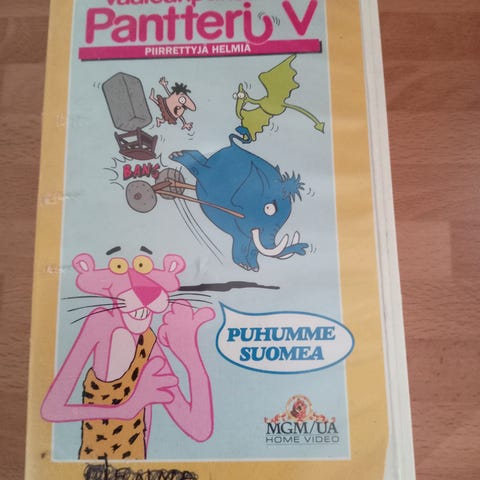 Pantteri V
PIIRRETTYJÄ HELMIÄ
BANG
PUHUMME
SUOMEA
MGM/UA
HOME VIDEO